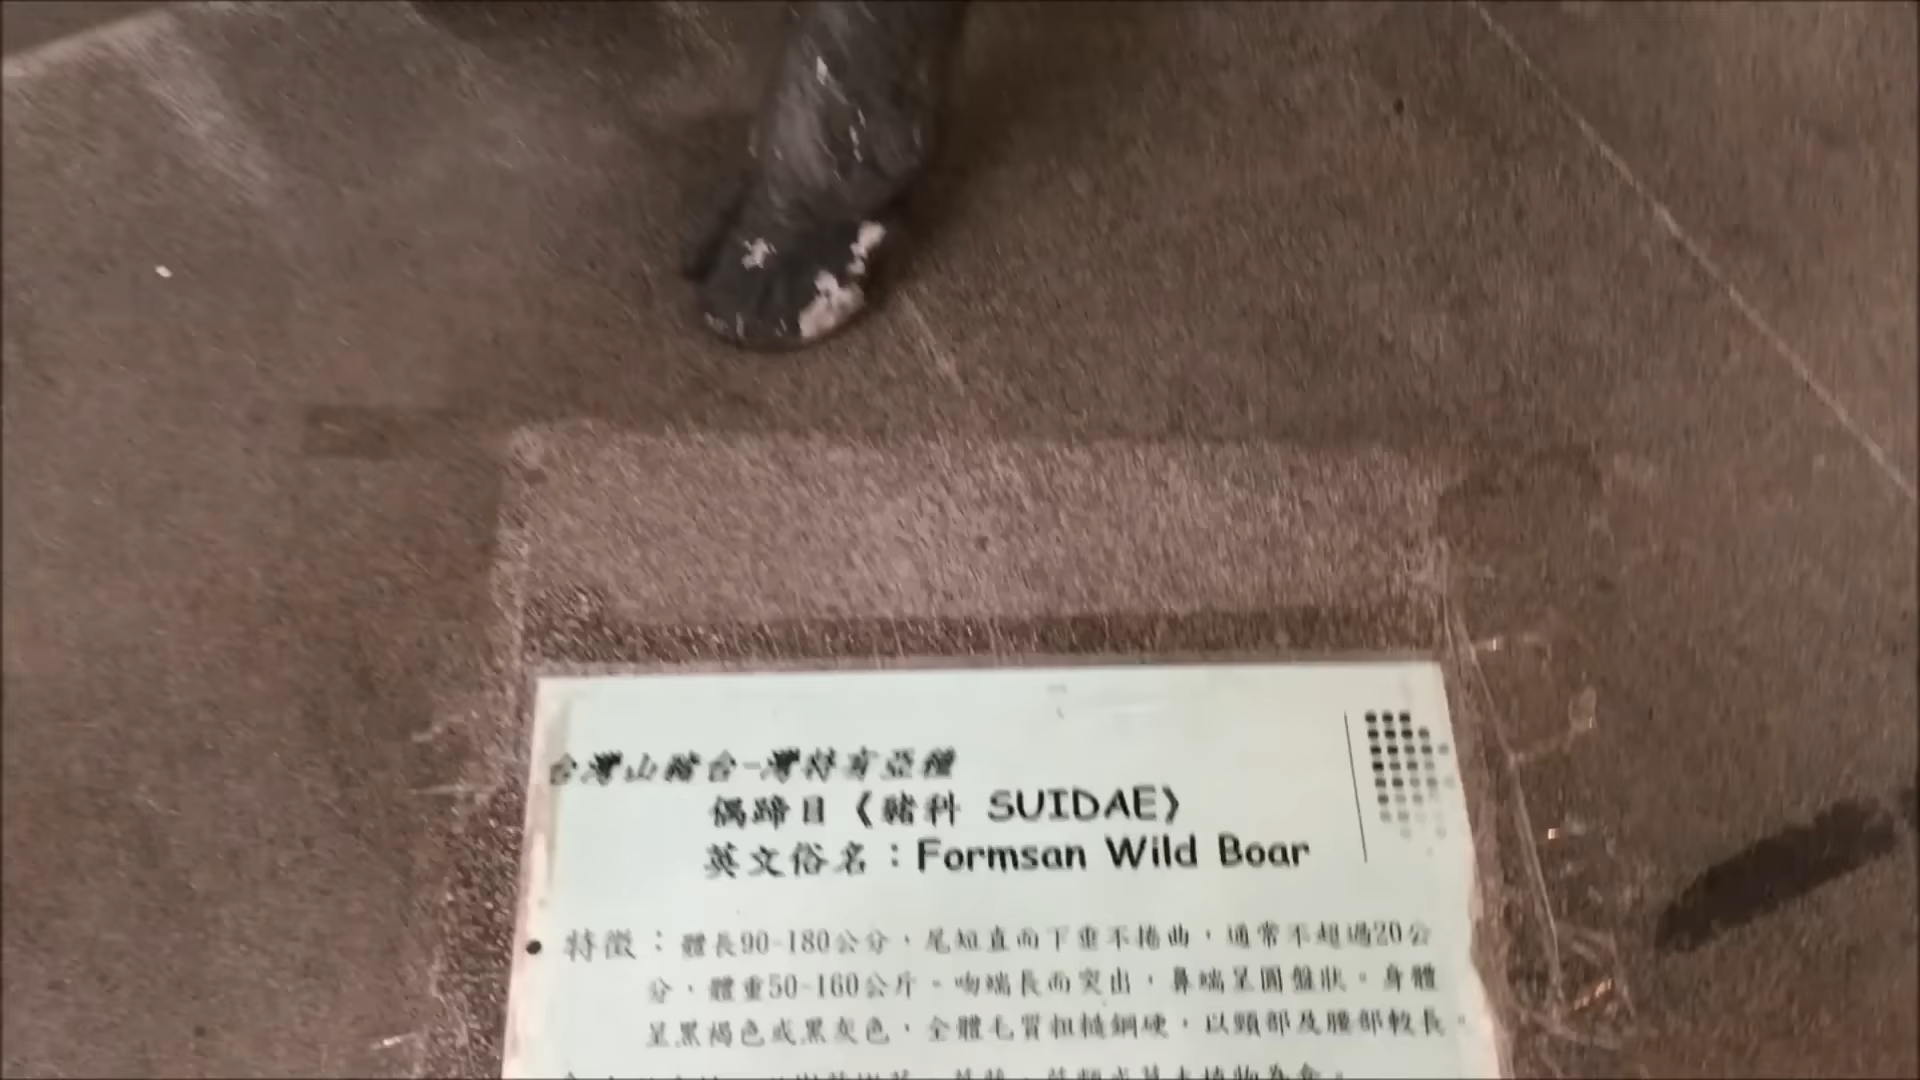 台灣山豬台-灣特有亞種
偶蹄目《豬科 SUIDAE》
英文俗名：Formsan Wild Boar
特徵：體長90-180公分，尾短直而下垂不捲曲，通常不超過20公
分，體重50-160公斤。吻端長而突出，鼻端呈圓盤狀。身體
呈黑褐色或黑灰色，全體毛質粗糙鋼硬，以頸部及腰部較長。